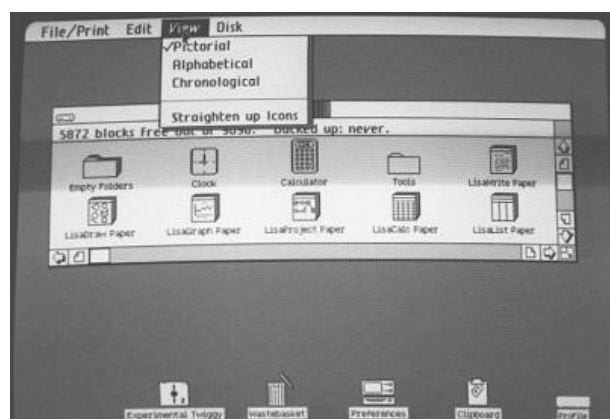 File/Print Edit View Disk
✓Pictorial
Alphabetical
Chronological
Straighten up Icons
5872 blocks free out of Backed up: never.
Empty Folders Clock Calculator Tools LisaWrite Paper
LisaDraw Paper LisaGraph Paper LisaProject Paper LisaCalc Paper LisaList Paper
Experimental Twiggy Wastebasket Preferences Clipboard ProFile